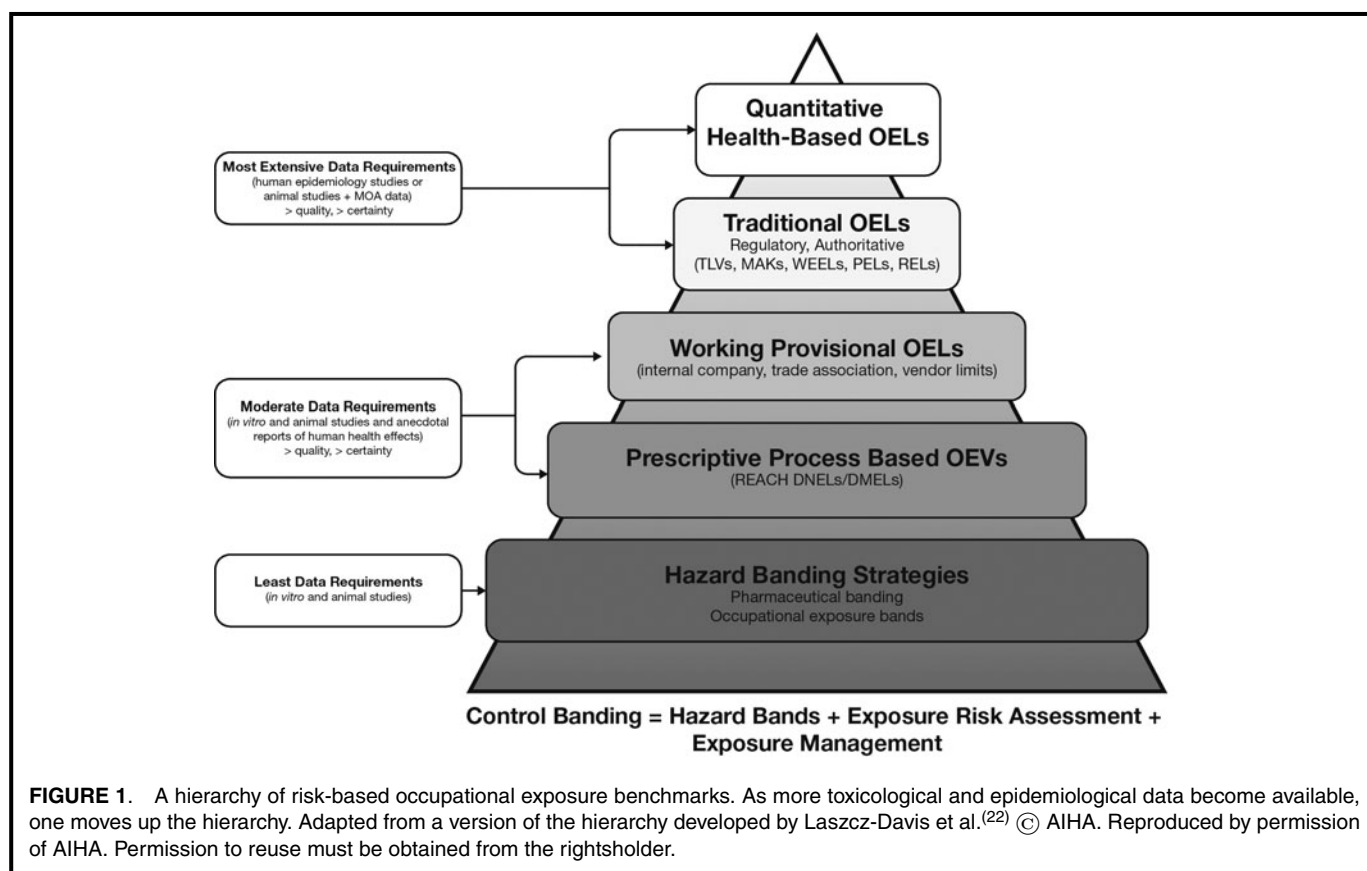 Quantitative
Health-Based OELs
Most Extensive Data Requirements
(human epidemiology studies or
animal studies + MOA data)
> quality, > certainty
Traditional OELs
Regulatory, Authoritative
(TLVs, MAKs, WEELs, PELs, RELs)
Working Provisional OELs
(internal company, trade association, vendor limits)
Moderate Data Requirements
(in vitro and animal studies and anecdotal
reports of human health effects)
> quality, > certainty
Prescriptive Process Based OEVs
(REACH DNELs/DMELs)
Least Data Requirements
(in vitro and animal studies)
Hazard Banding Strategies
Pharmaceutical banding
Occupational exposure bands
Control Banding = Hazard Bands + Exposure Risk Assessment +
Exposure Management
FIGURE 1. A hierarchy of risk-based occupational exposure benchmarks. As more toxicological and epidemiological data become available,
one moves up the hierarchy. Adapted from a version of the hierarchy developed by Laszcz-Davis et al.(22) © AIHA. Reproduced by permission
of AIHA. Permission to reuse must be obtained from the rightsholder.